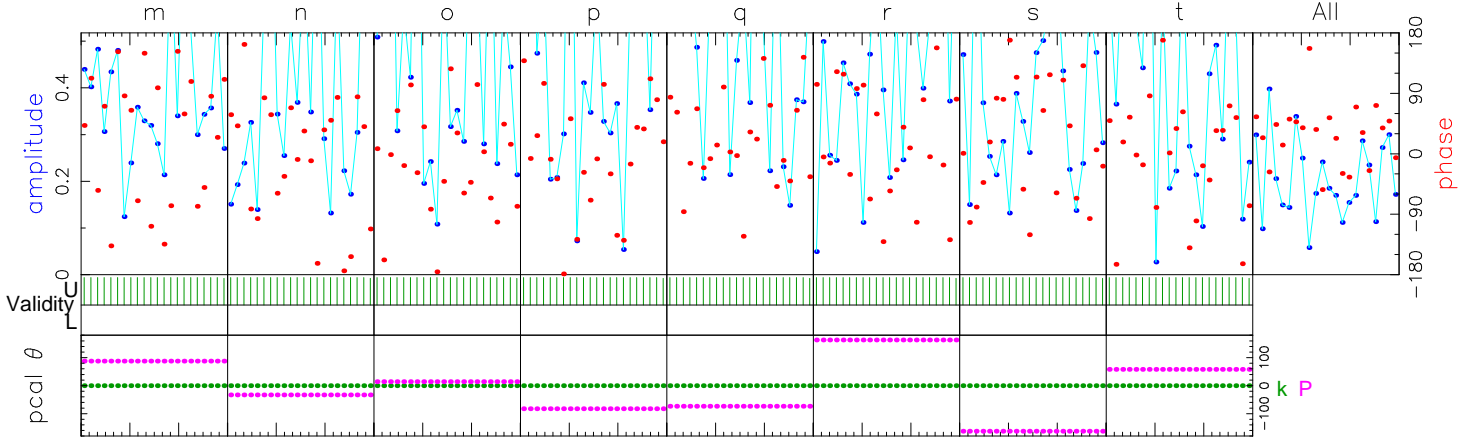 m n o p q r s t All
amplitude
0.4
0.2
0
180
90
0
−90
−180
phase
U
Validity
L
pcal θ
100
0
−100
k P